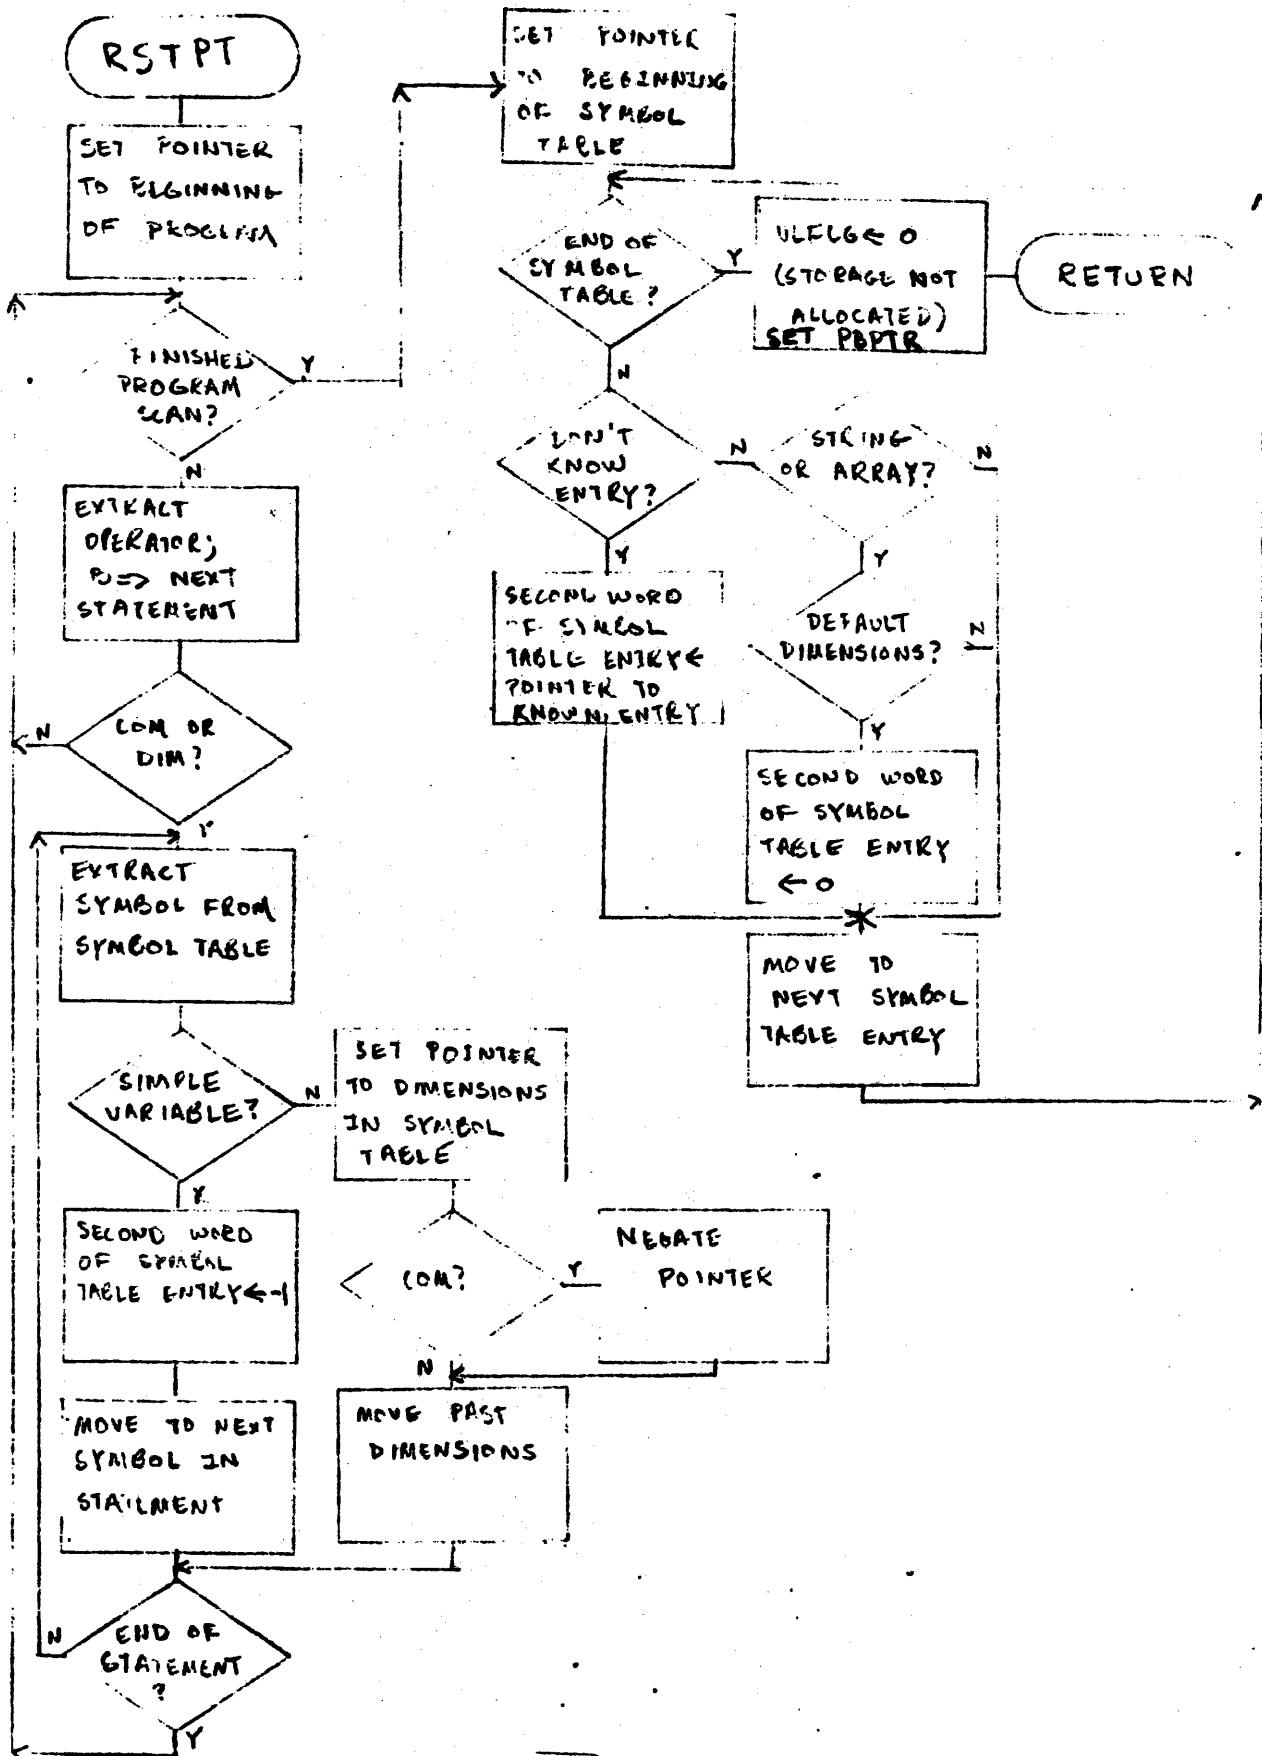 RSTPT
SET POINTER
TO BEGINNING
OF PROGRAM
FINISHED
PROGRAM
SCAN?
Y
N
EXTRACT
OPERATOR;
B=> NEXT
STATEMENT
COM OR
DIM?
N
Y
EXTRACT
SYMBOL FROM
SYMBOL TABLE
SIMPLE
VARIABLE?
N
Y
SECOND WORD
OF SYMBOL
TABLE ENTRY←-1
MOVE TO NEXT
SYMBOL IN
STATEMENT
END OF
STATEMENT
?
N
Y
SET POINTER
TO DIMENSIONS
IN SYMBOL
TABLE
COM?
Y
N
NEGATE
POINTER
MOVE PAST
DIMENSIONS
SET POINTER
TO BEGINNING
OF SYMBOL
TABLE
END OF
SYMBOL
TABLE?
Y
N
ULFLG← 0
(STORAGE NOT
ALLOCATED)
SET PBPTR
RETURN
DON'T
KNOW
ENTRY?
N
Y
SECOND WORD
OF SYMBOL
TABLE ENTRY←
POINTER TO
KNOWN ENTRY
STRING
OR ARRAY?
N
Y
DEFAULT
DIMENSIONS?
N
Y
SECOND WORD
OF SYMBOL
TABLE ENTRY
←0
MOVE TO
NEXT SYMBOL
TABLE ENTRY